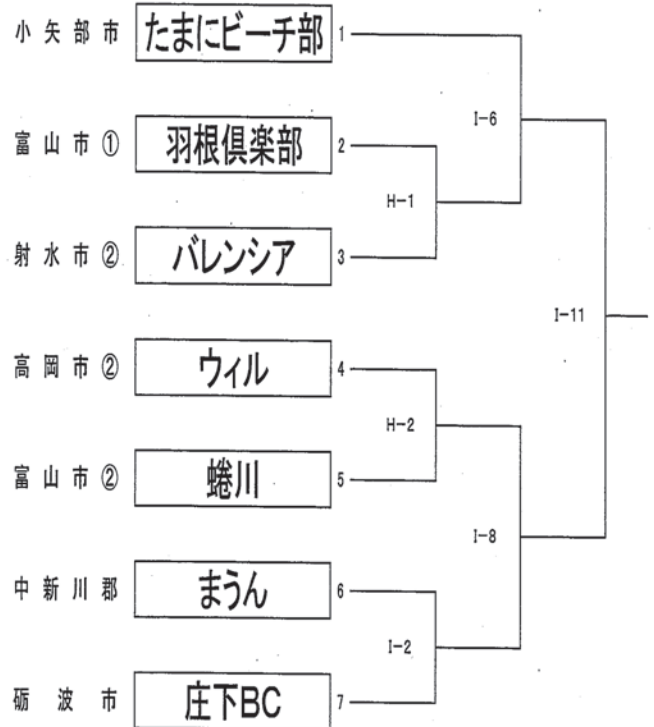 小矢部市 たまにビーチ部 1
I-6
富山市① 羽根倶楽部 2
H-1
射水市② バレンシア 3
I-11
高岡市② ウィル 4
H-2
富山市② 蜷川 5
I-8
中新川郡 まうん 6
I-2
砺波市 庄下BC 7